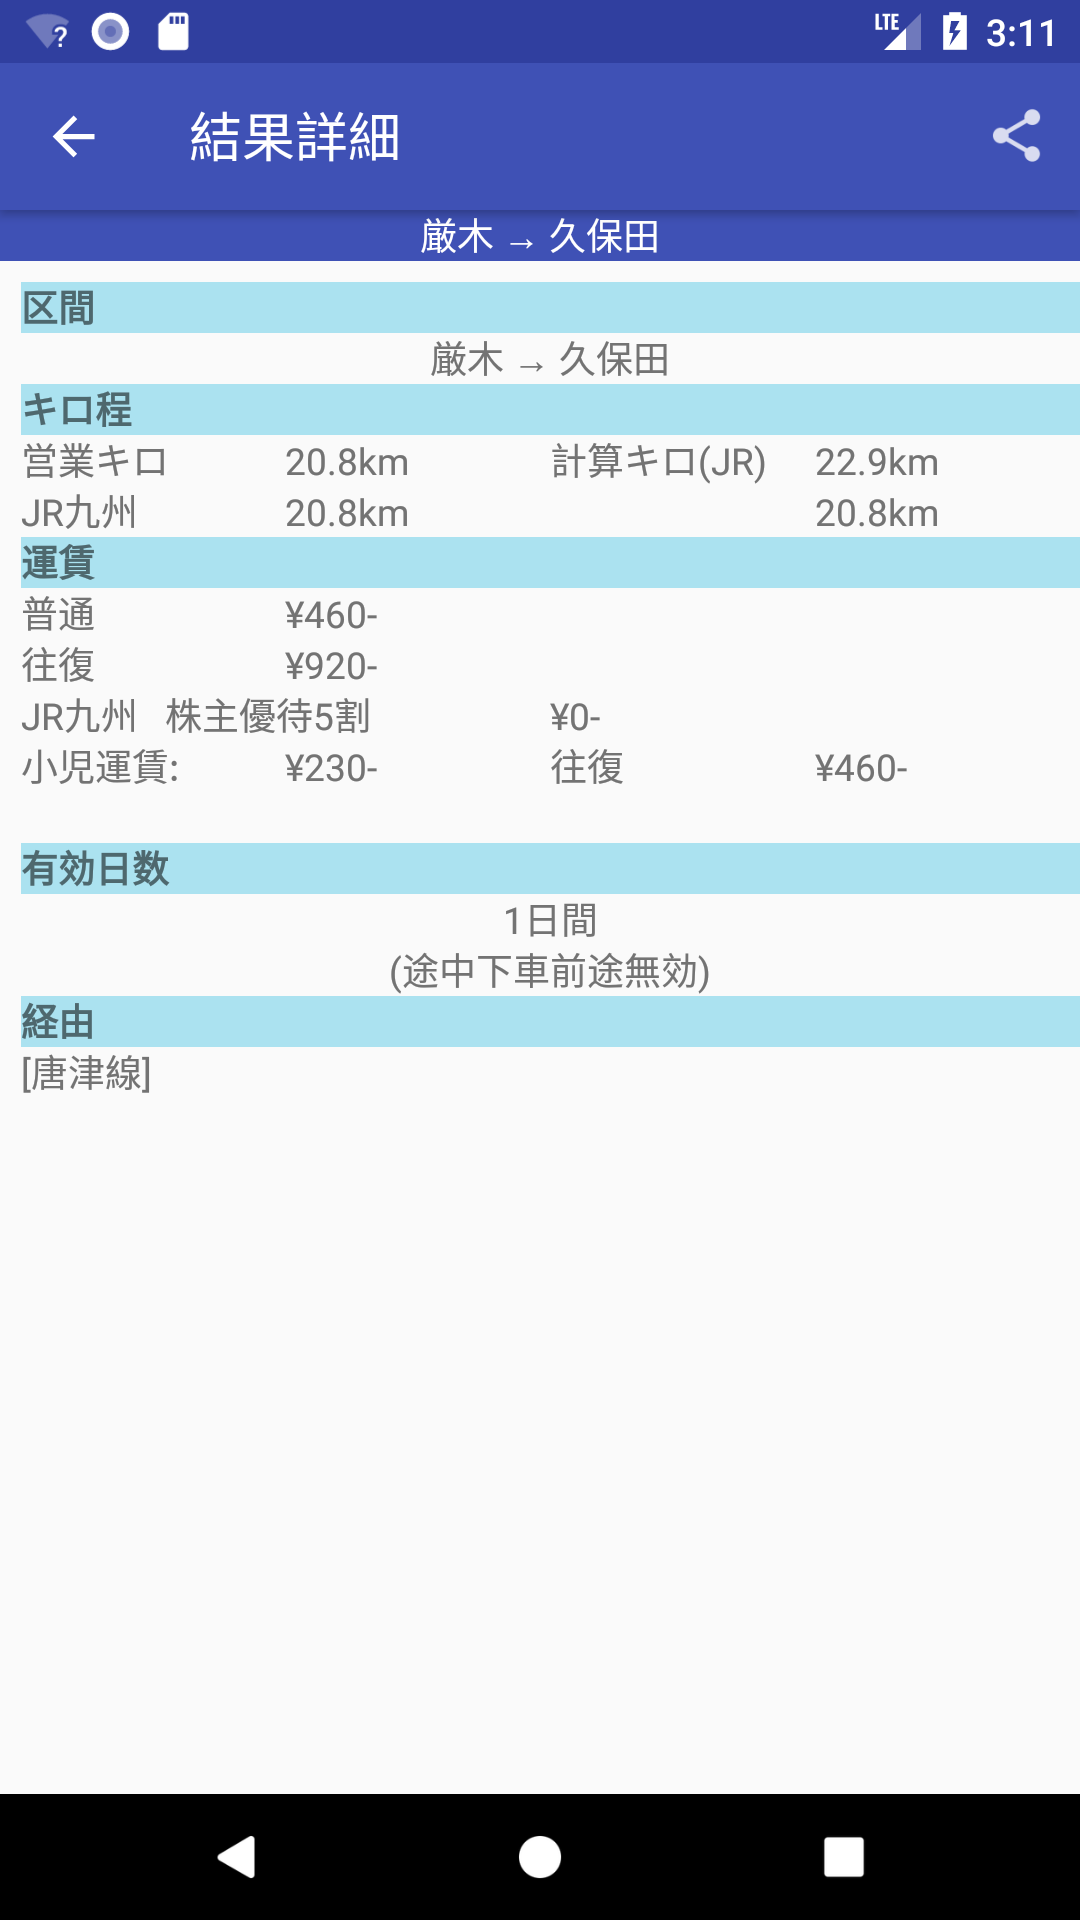 LTE 3:11
結果詳細
厳木 → 久保田
区間
厳木 → 久保田
キロ程
営業キロ 20.8km 計算キロ(JR) 22.9km
JR九州 20.8km 20.8km
運賃
普通 ¥460-
往復 ¥920-
JR九州 株主優待5割 ¥0-
小児運賃: ¥230- 往復 ¥460-
有効日数
1日間
(途中下車前途無効)
経由
[唐津線]